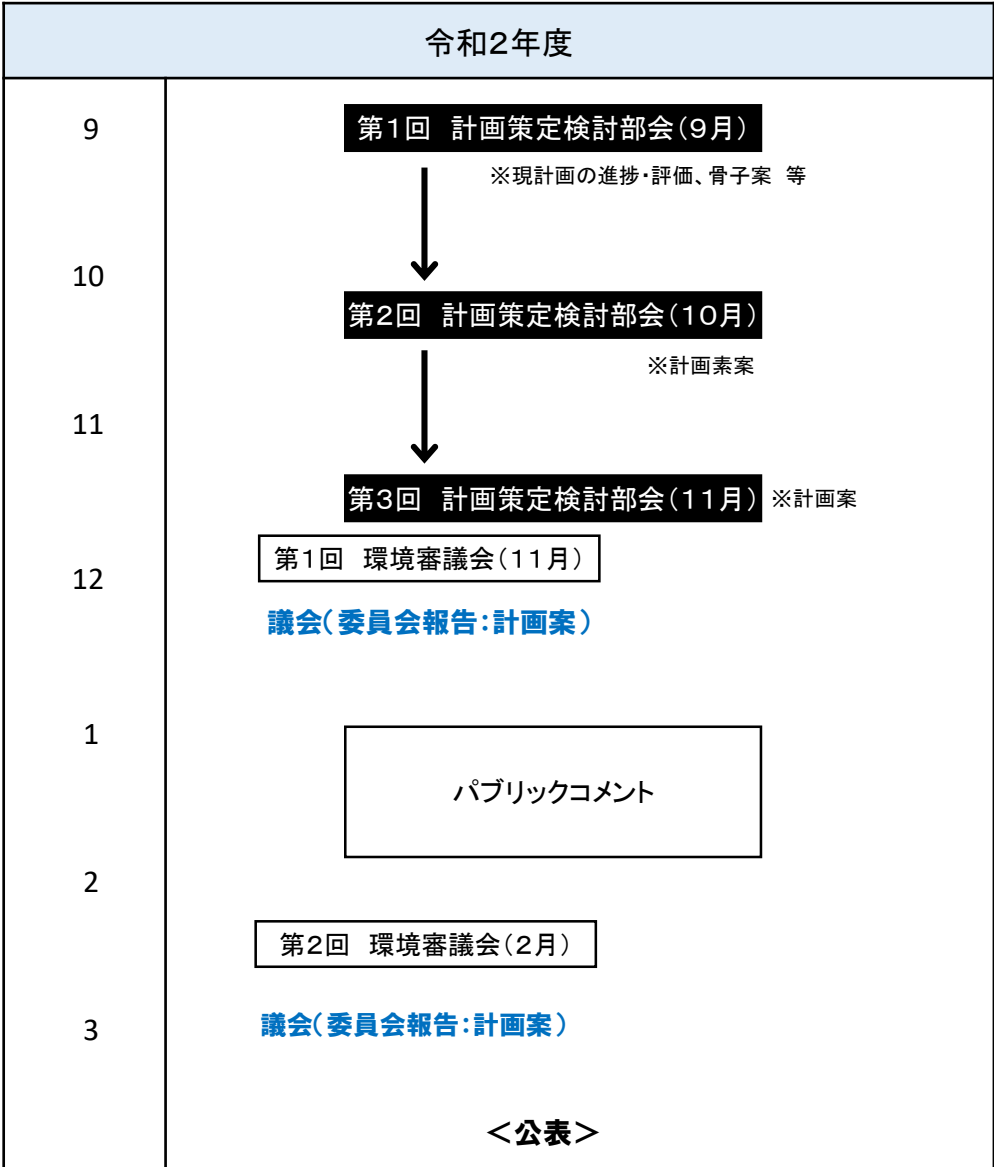 令和2年度
9
第1回 計画策定検討部会(9月)
※現計画の進捗・評価、骨子案 等
10
第2回 計画策定検討部会(10月)
※計画素案
11
第3回 計画策定検討部会(11月) ※計画案
第1回 環境審議会(11月)
12
議会(委員会報告:計画案)
1
パブリックコメント
2
第2回 環境審議会(2月)
3
議会(委員会報告:計画案)
<公表>